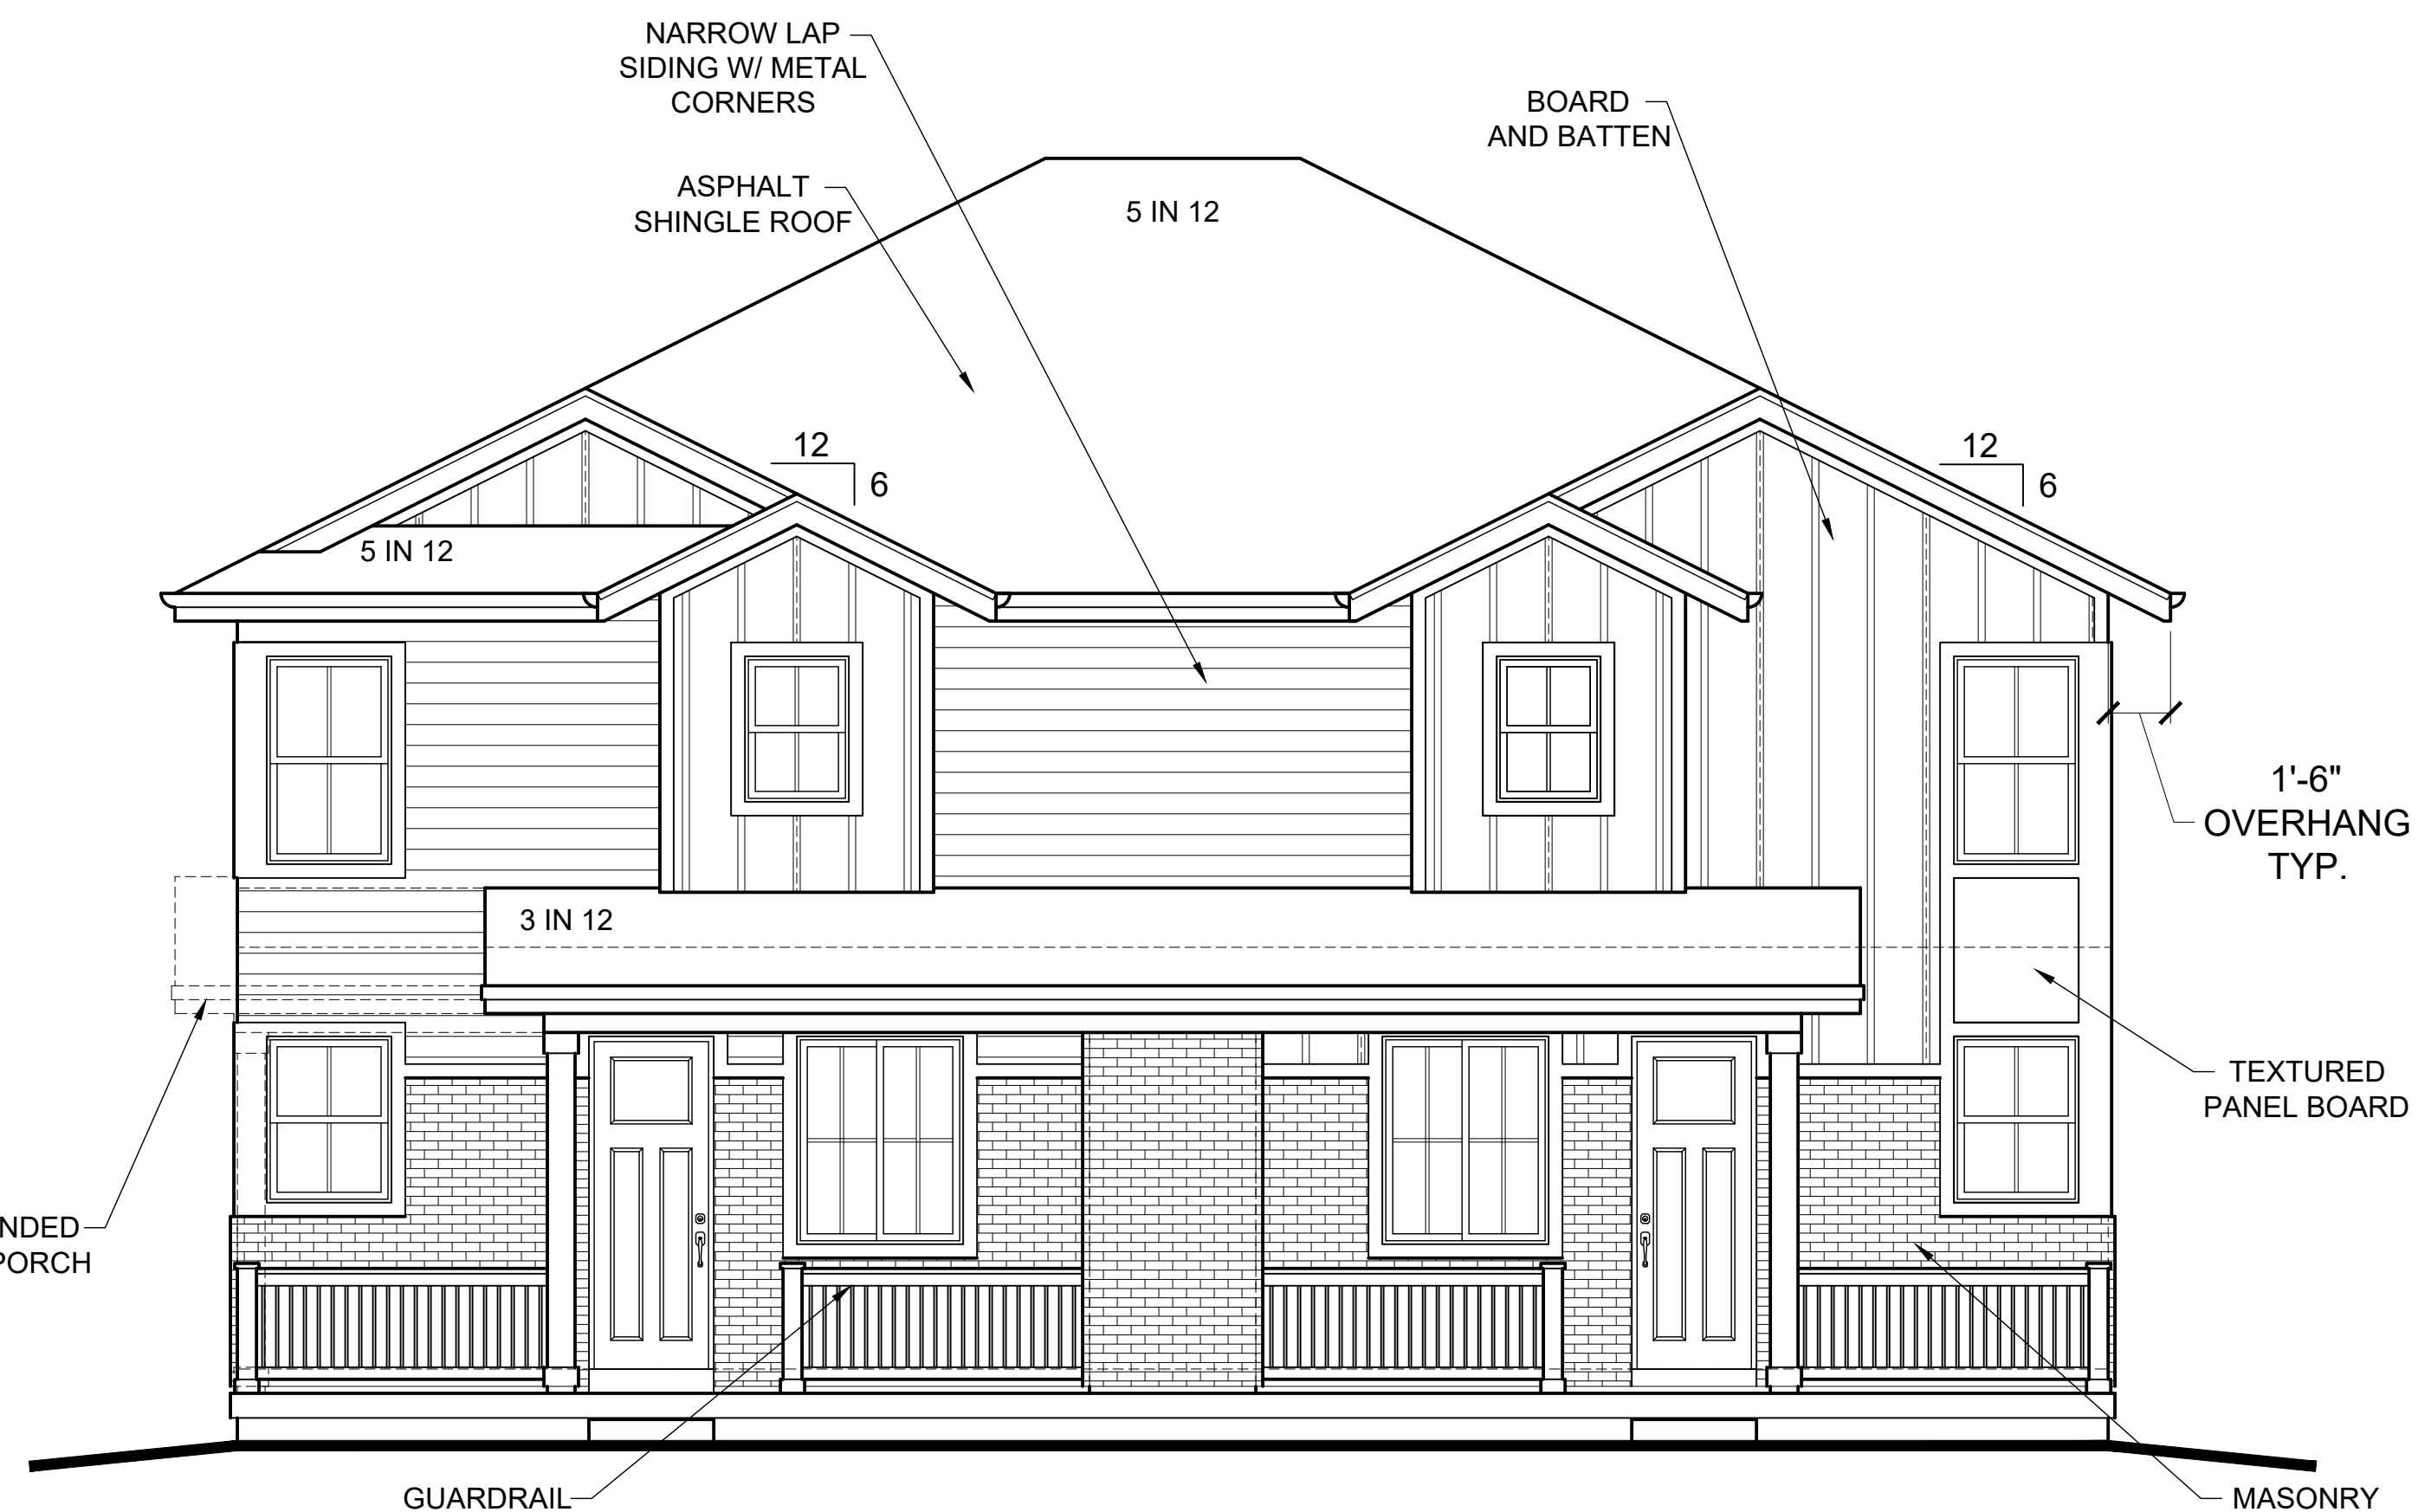 NARROW LAP
SIDING W/ METAL
CORNERS
BOARD
AND BATTEN
ASPHALT
SHINGLE ROOF
5 IN 12
12
6
12
6
5 IN 12
1'-6"
OVERHANG
TYP.
3 IN 12
TEXTURED
PANEL BOARD
NDED
PORCH
GUARDRAIL
MASONRY